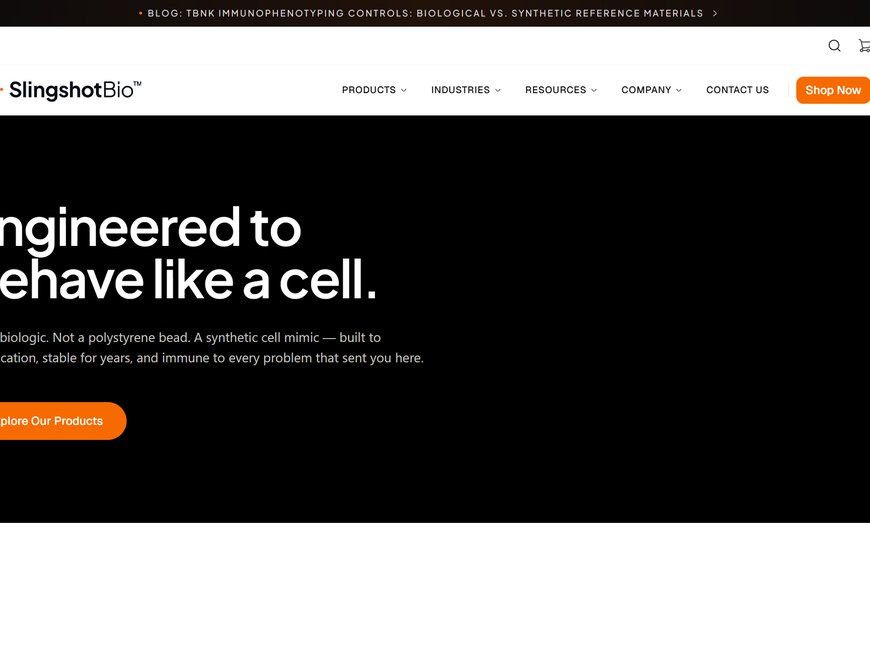 • BLOG: TBNK IMMUNOPHENOTYPING CONTROLS: BIOLOGICAL VS. SYNTHETIC REFERENCE MATERIALS
SlingshotBio™
PRODUCTS
INDUSTRIES
RESOURCES
COMPANY
CONTACT US
Shop Now
ngineered to
ehave like a cell.
biologic. Not a polystyrene bead. A synthetic cell mimic — built to
cation, stable for years, and immune to every problem that sent you here.
plore Our Products